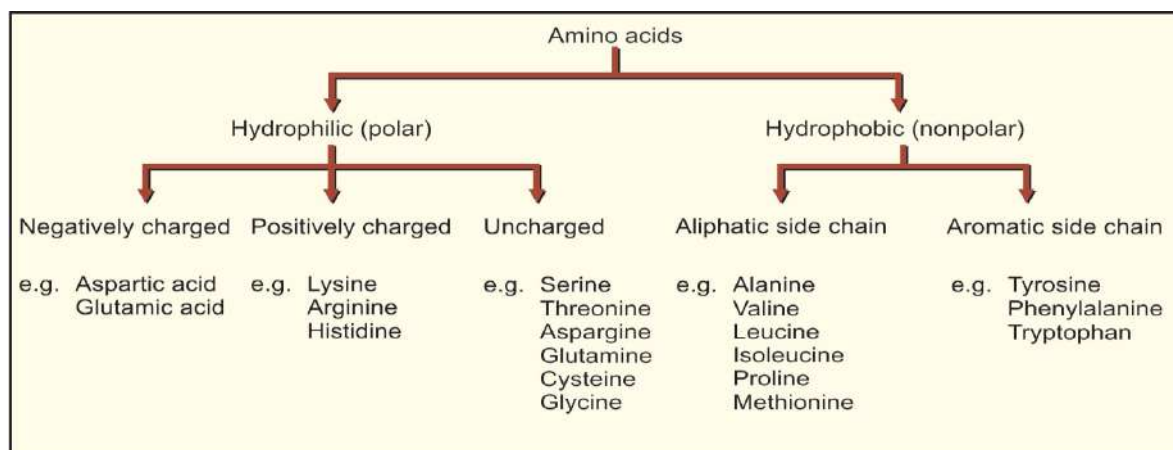 Amino acids
Hydrophilic (polar) Hydrophobic (nonpolar)
Negatively charged Positively charged Uncharged Aliphatic side chain Aromatic side chain
e.g. Aspartic acid e.g. Lysine e.g. Serine e.g. Alanine e.g. Tyrosine
Glutamic acid Arginine Threonine Valine Phenylalanine
Histidine Aspargine Leucine Tryptophan
Glutamine Isoleucine
Cysteine Proline
Glycine Methionine